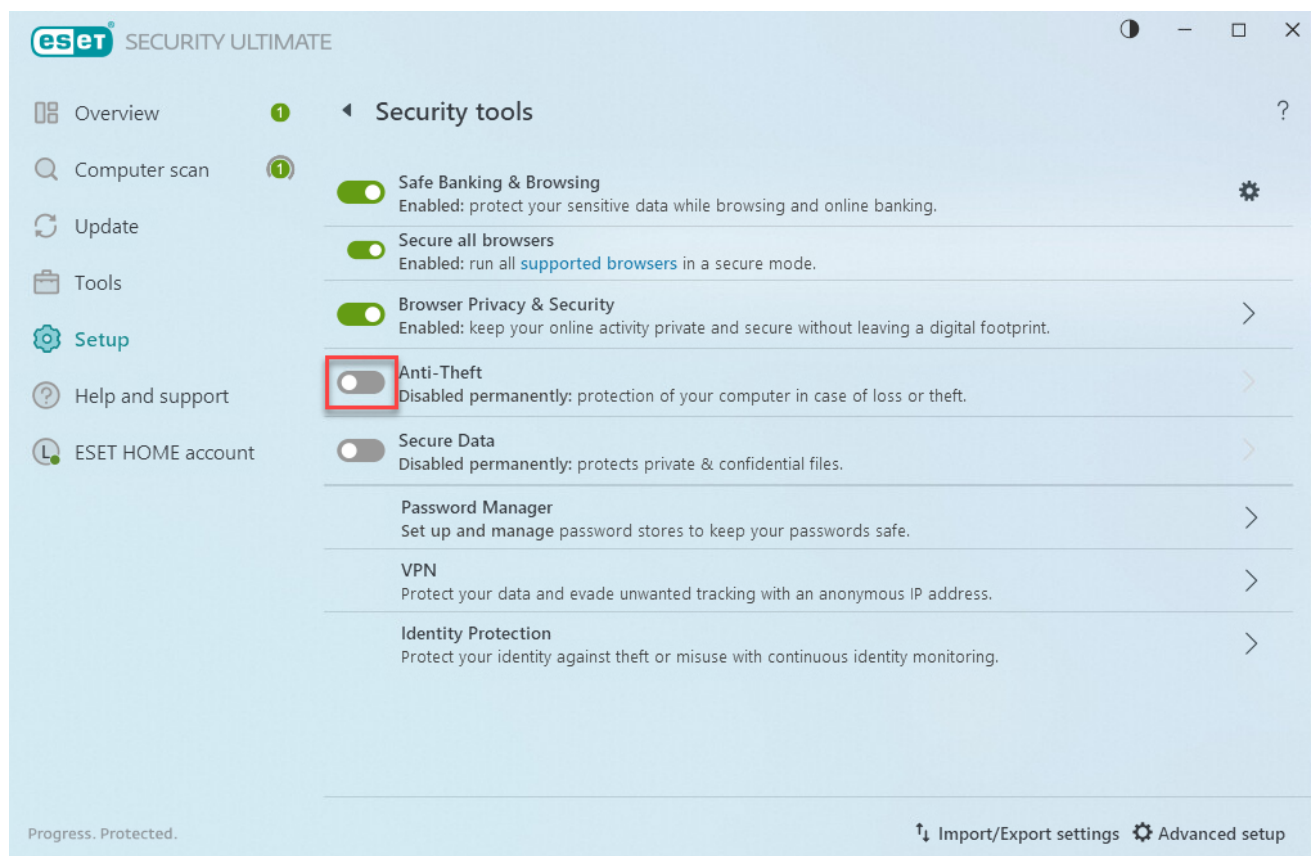 eseT® SECURITY ULTIMATE
Overview 1
Computer scan 1
Update
Tools
Setup
Help and support
L ESET HOME account
Security tools ?
Safe Banking & Browsing
Enabled: protect your sensitive data while browsing and online banking.
Secure all browsers
Enabled: run all supported browsers in a secure mode.
Browser Privacy & Security
Enabled: keep your online activity private and secure without leaving a digital footprint.
Anti-Theft
Disabled permanently: protection of your computer in case of loss or theft.
Secure Data
Disabled permanently: protects private & confidential files.
Password Manager
Set up and manage password stores to keep your passwords safe.
VPN
Protect your data and evade unwanted tracking with an anonymous IP address.
Identity Protection
Protect your identity against theft or misuse with continuous identity monitoring.
Progress. Protected.
Import/Export settings Advanced setup